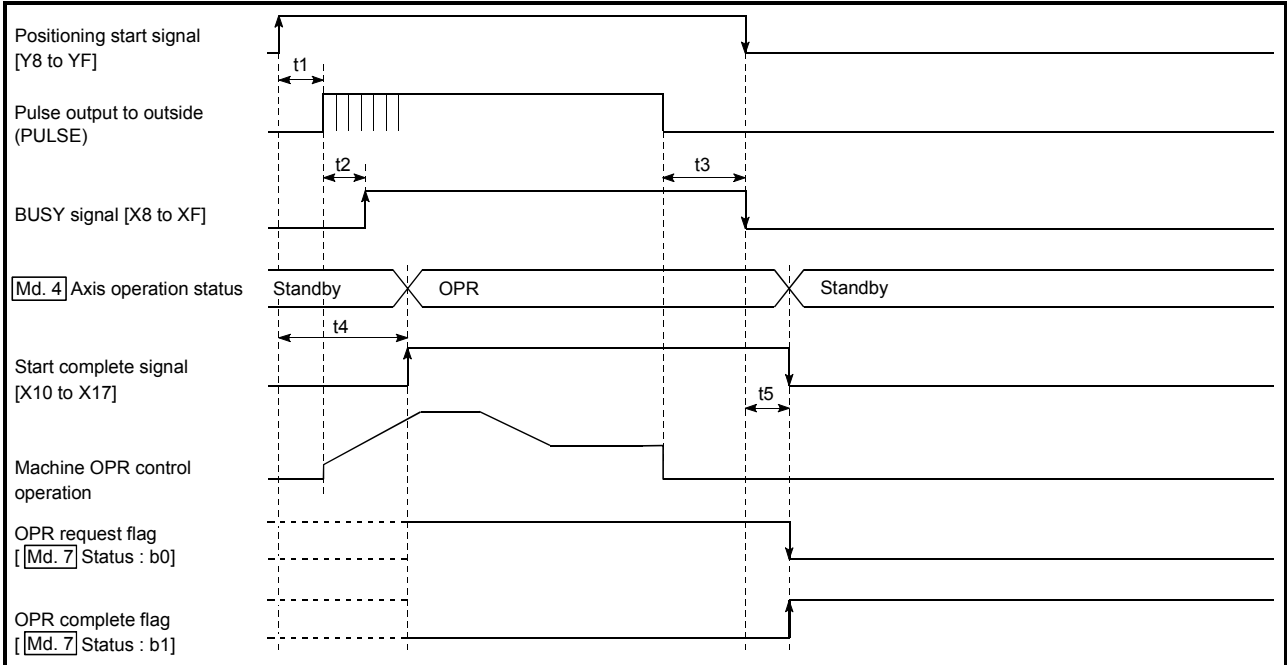 Positioning start signal
[Y8 to YF]
t1
Pulse output to outside
(PULSE)
t2
t3
BUSY signal [X8 to XF]
Md. 4 Axis operation status
Standby
OPR
Standby
t4
Start complete signal
[X10 to X17]
t5
Machine OPR control
operation
OPR request flag
[ Md. 7 Status : b0]
OPR complete flag
[ Md. 7 Status : b1]